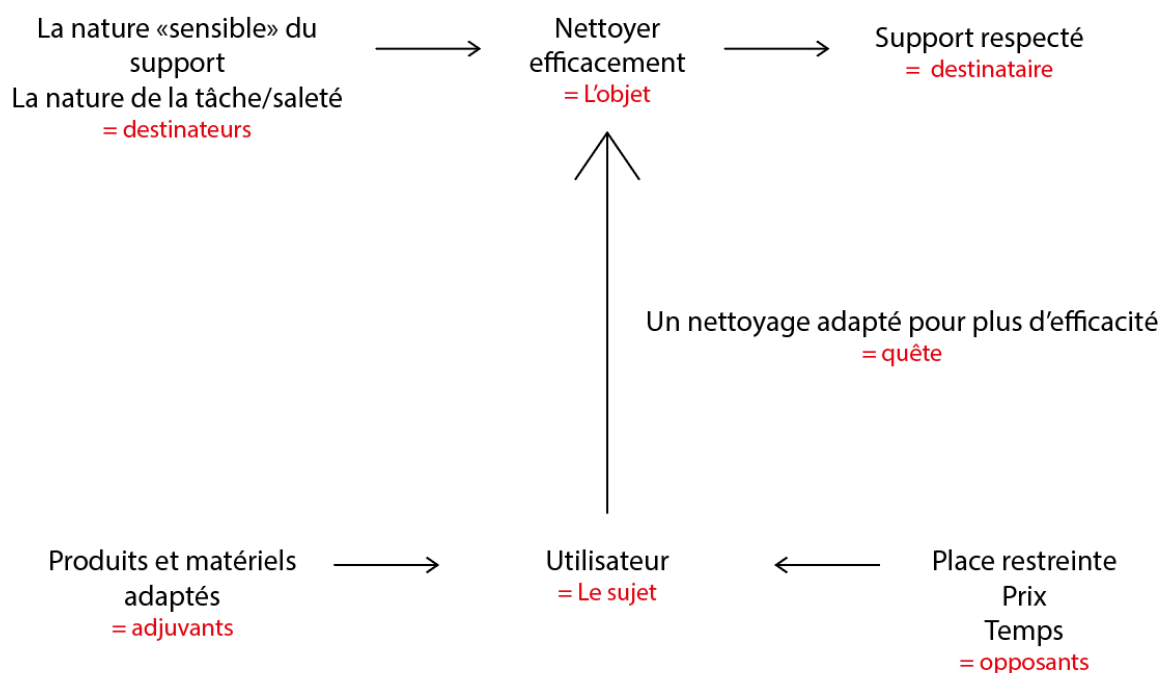 La nature «sensible» du
support
La nature de la tâche/saleté
= destinateurs
Nettoyer
efficacement
= L'objet
Support respecté
= destinataire
Un nettoyage adapté pour plus d'efficacité
= quête
Produits et matériels
adaptés
= adjuvants
Utilisateur
= Le sujet
Place restreinte
Prix
Temps
= opposants